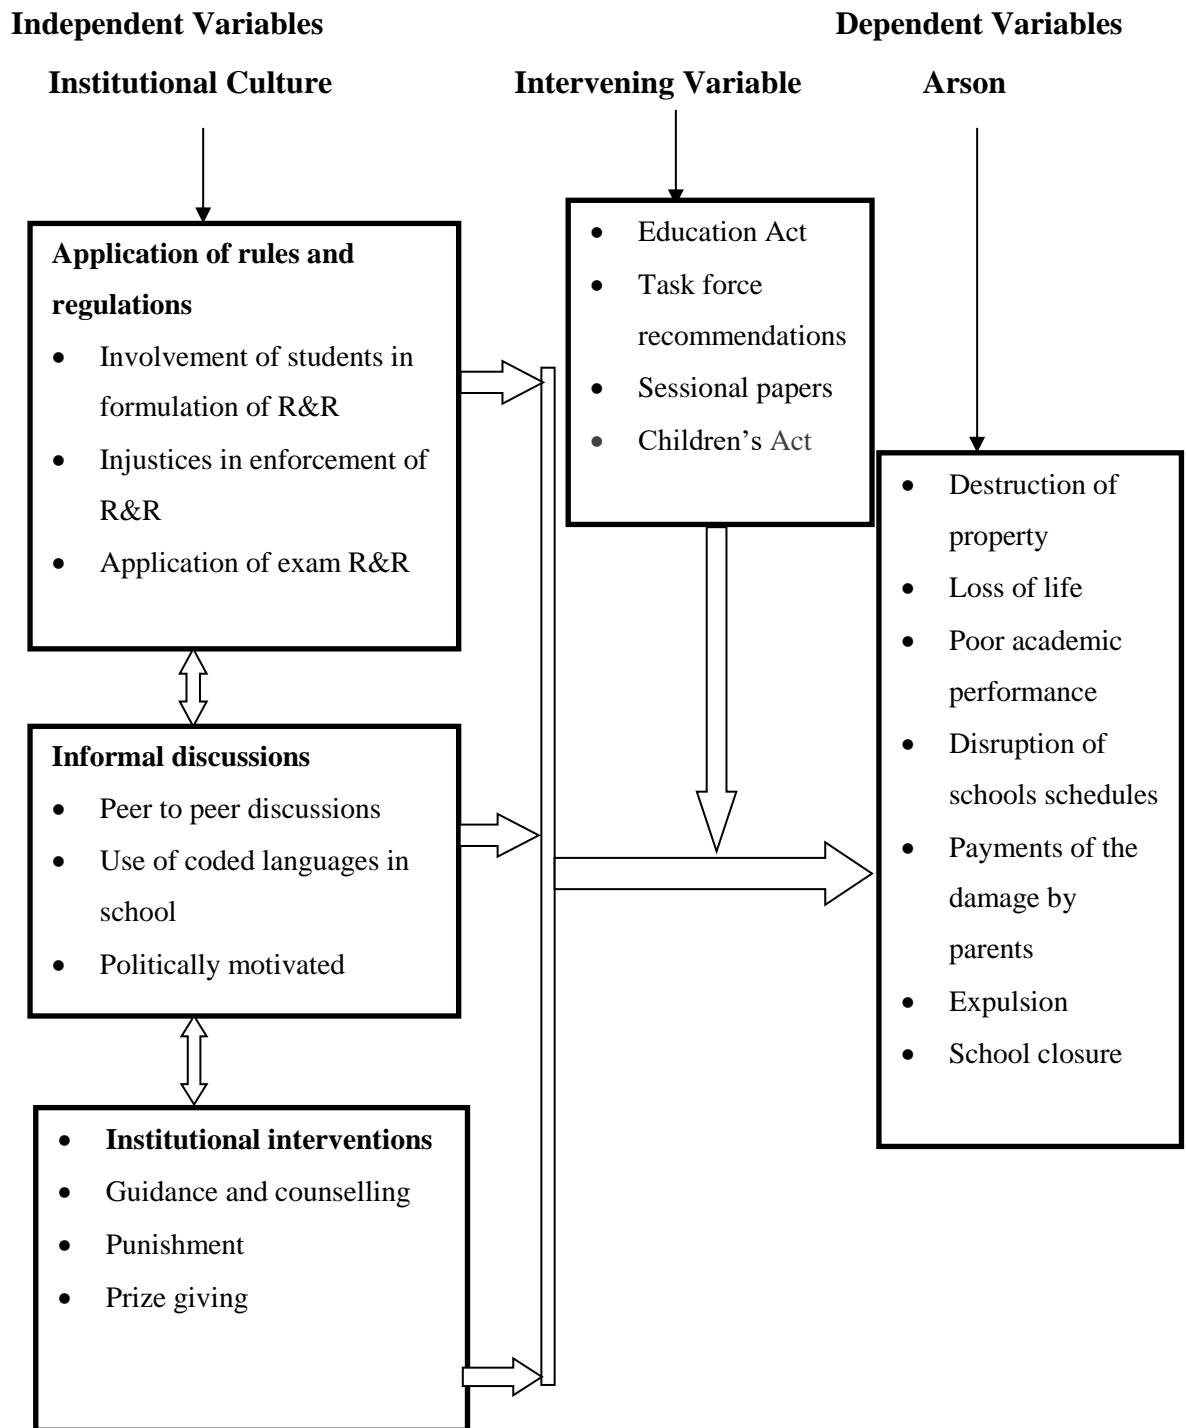 Independent Variables
Dependent Variables
Institutional Culture
Intervening Variable
Arson
Application of rules and
regulations
• Involvement of students in
formulation of R&R
• Injustices in enforcement of
R&R
• Application of exam R&R
Informal discussions
• Peer to peer discussions
• Use of coded languages in
school
• Politically motivated
• Institutional interventions
• Guidance and counselling
• Punishment
• Prize giving
• Education Act
• Task force
recommendations
• Sessional papers
• Children’s Act
• Destruction of
property
• Loss of life
• Poor academic
performance
• Disruption of
schools schedules
• Payments of the
damage by
parents
• Expulsion
• School closure